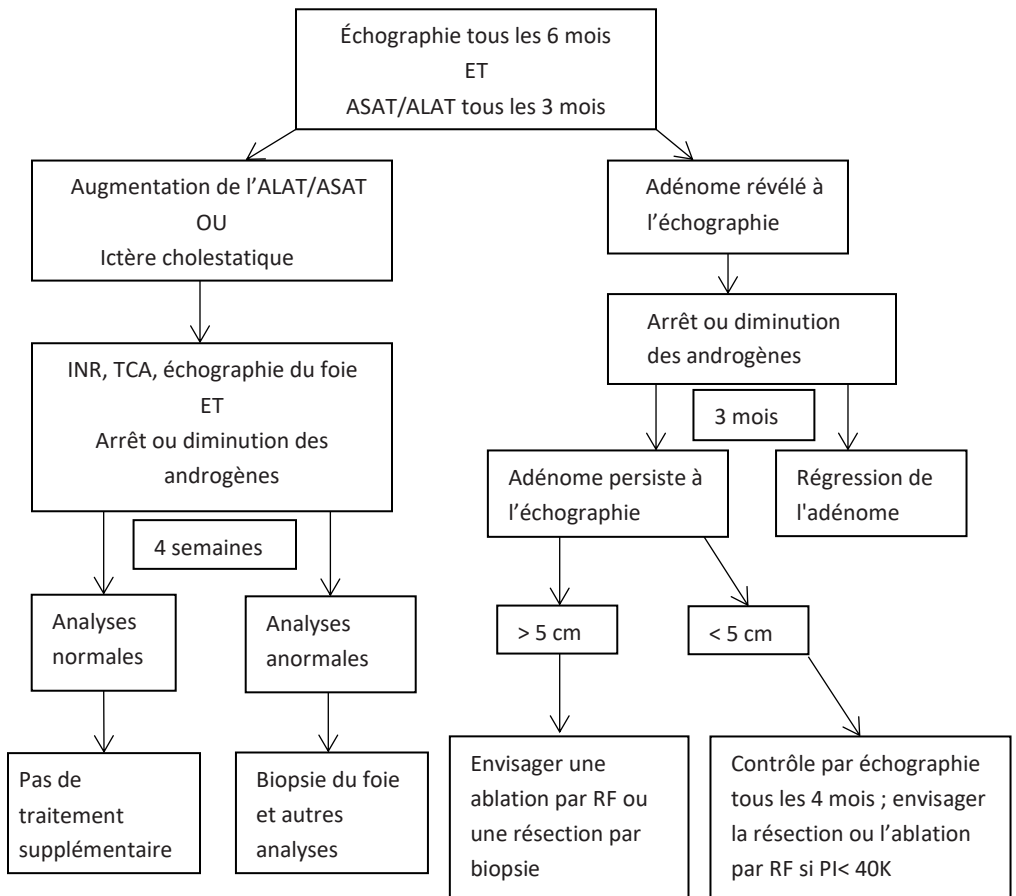 Échographie tous les 6 mois
ET
ASAT/ALAT tous les 3 mois
Augmentation de l’ALAT/ASAT
OU
Ictère cholestatique
Adénome révélé à
l’échographie
INR, TCA, échographie du foie
ET
Arrêt ou diminution des
androgènes
Arrêt ou diminution
des androgènes
3 mois
4 semaines
Adénome persiste à
l’échographie
Régression de
l'adénome
Analyses
normales
Analyses
anormales
> 5 cm
< 5 cm
Pas de
traitement
supplémentaire
Biopsie du foie
et autres
analyses
Envisager une
ablation par RF ou
une résection par
biopsie
Contrôle par échographie
tous les 4 mois ; envisager
la résection ou l’ablation
par RF si PI< 40K